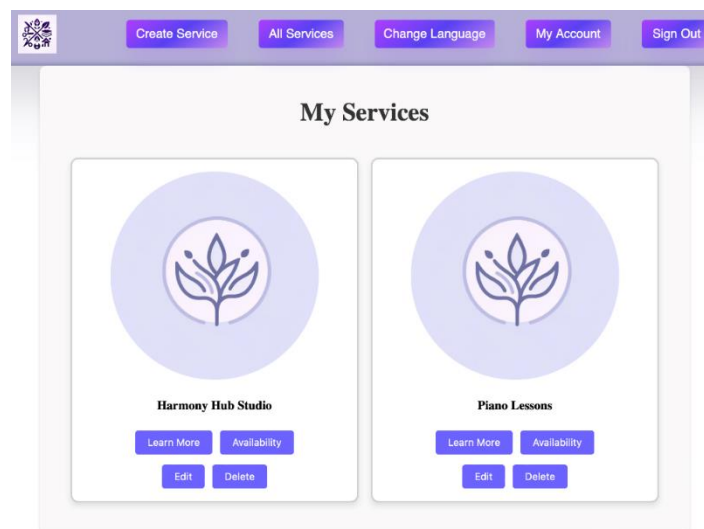 Create Service All Services Change Language My Account Sign Out
My Services
Harmony Hub Studio
Learn More Availability
Edit Delete
Piano Lessons
Learn More Availability
Edit Delete